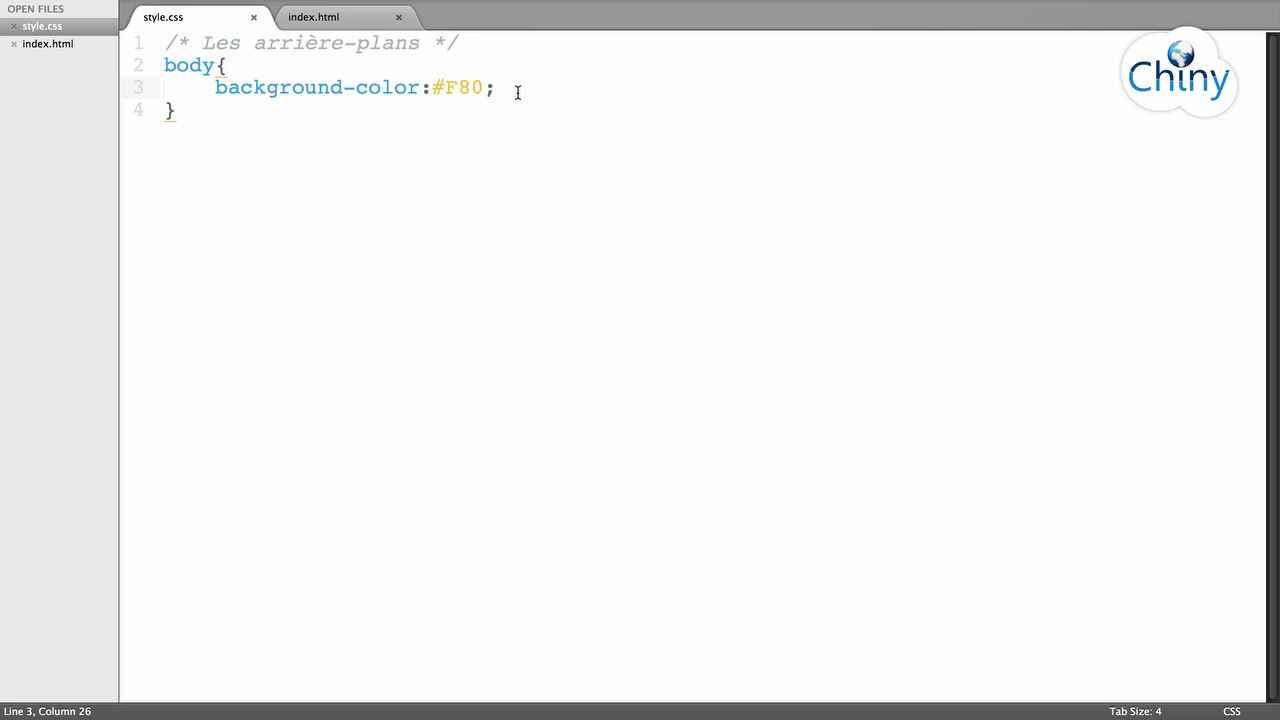 OPEN FILES
style.css
index.html
style.css
index.html
1 /* Les arrière-plans */
2 body{
3 background-color:#F80;
4 }
Chiny
Line 3, Column 26
Tab Size: 4
CSS